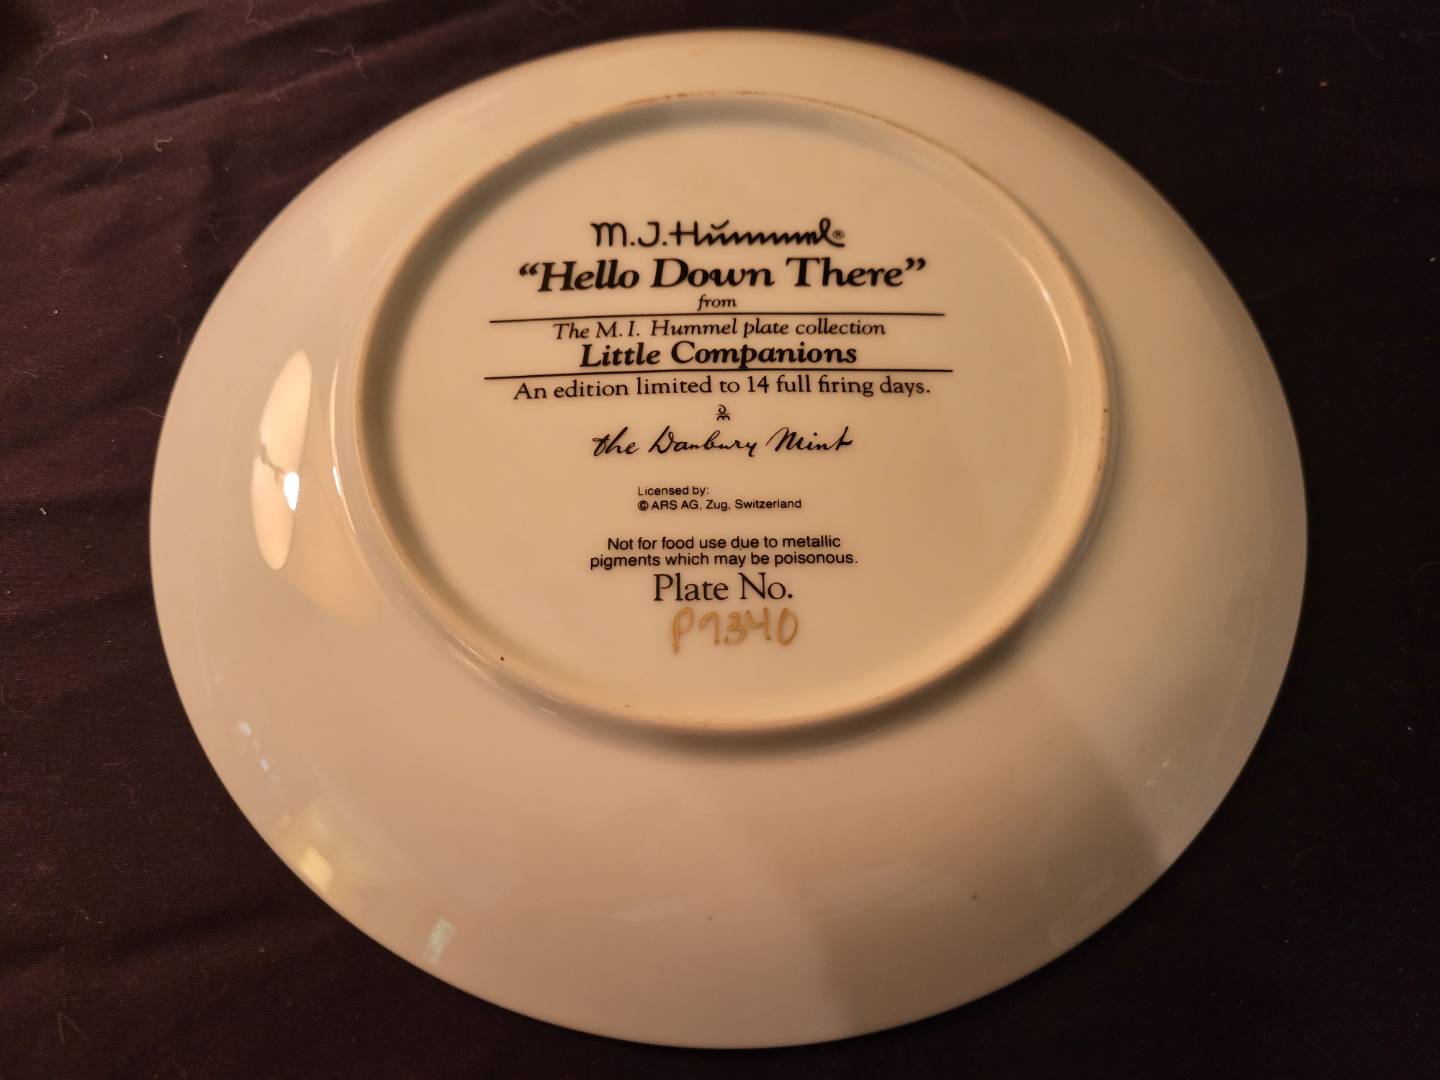 M.J.Hummel®
“Hello Down There”
from
The M.I. Hummel plate collection
Little Companions
An edition limited to 14 full firing days.
the Danbury Mint
Licensed by:
© ARS AG, Zug, Switzerland
Not for food use due to metallic
pigments which may be poisonous.
Plate No.
P9340